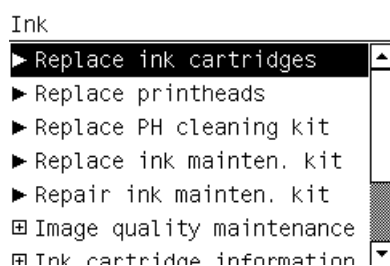 Ink
Replace ink cartridges
Replace printheads
Replace PH cleaning kit
Replace ink mainten. kit
Repair ink mainten. kit
Image quality maintenance
Ink cartridge information